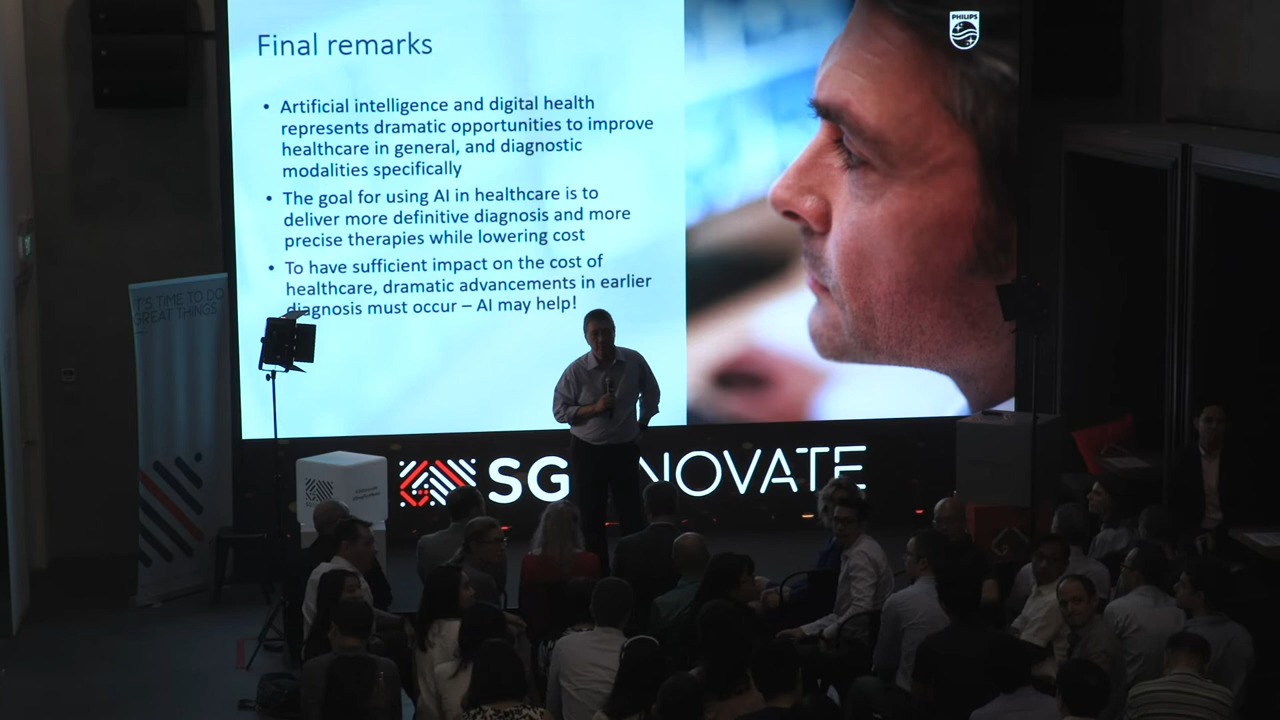 PHILIPS
Final remarks
• Artificial intelligence and digital health
represents dramatic opportunities to improve
healthcare in general, and diagnostic
modalities specifically
• The goal for using AI in healthcare is to
deliver more definitive diagnosis and more
precise therapies while lowering cost
• To have sufficient impact on the cost of
healthcare, dramatic advancements in earlier
diagnosis must occur – AI may help!
IT'S TIME TO DO
GREAT THINGS
SG NOVATE